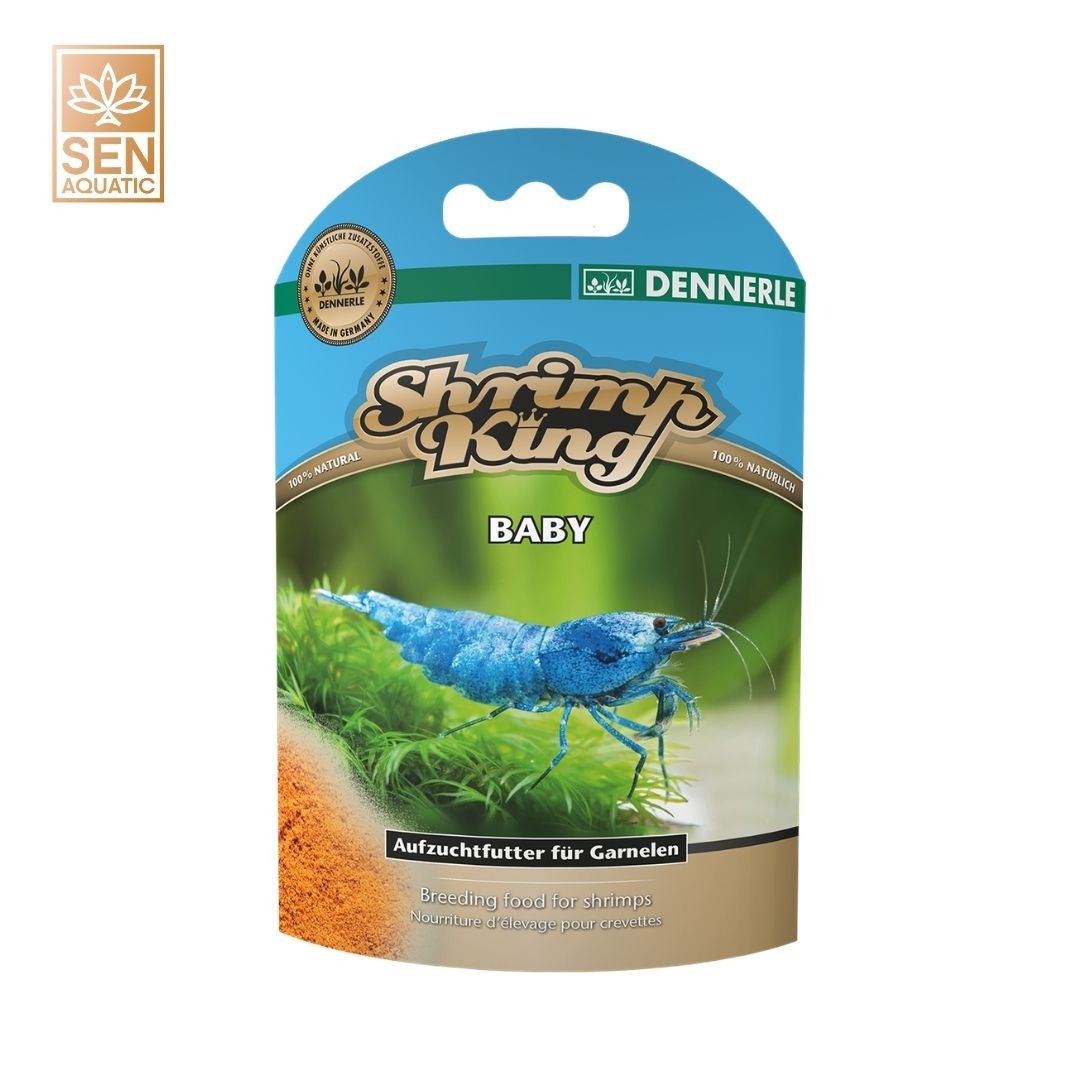 SEN
AQUATIC
OHNE KÜNSTLICHE ZUSATZSTOFFE
DENNERLE
MADE IN GERMANY
DENNERLE
Shrimp
King
100% NATURAL
100% NATÜRLICH
BABY
Aufzuchtfutter für Garnelen
Breeding food for shrimps
Nourriture d'élevage pour crevettes